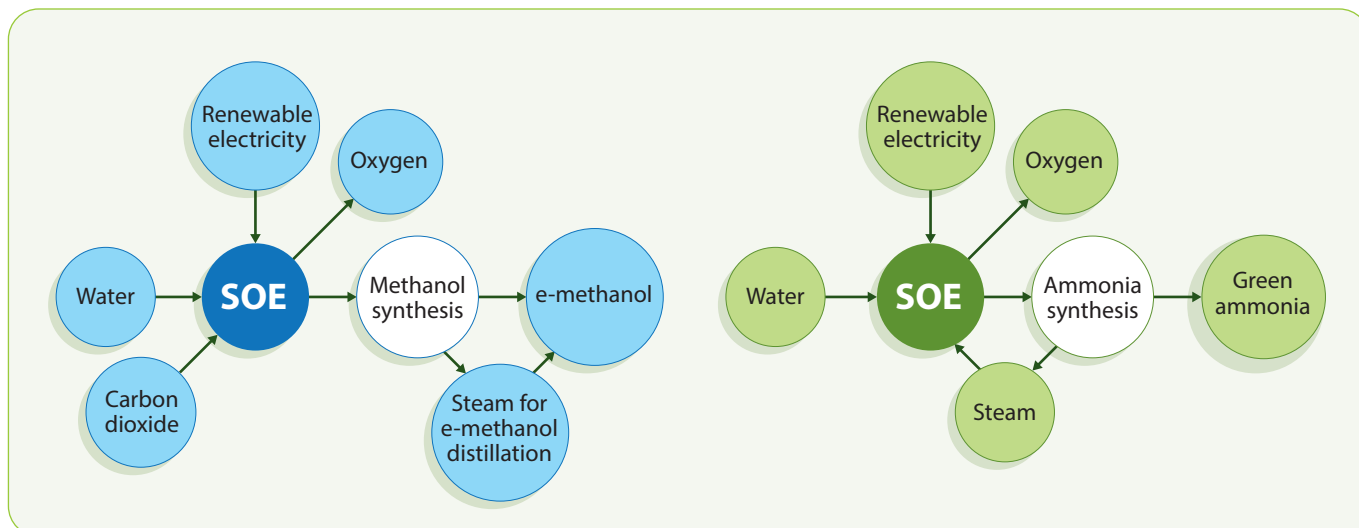 Renewable
electricity
Oxygen
Water
SOE
Methanol
synthesis
e-methanol
Carbon
dioxide
Steam for
e-methanol
distillation
Renewable
electricity
Oxygen
Water
SOE
Ammonia
synthesis
Green
ammonia
Steam